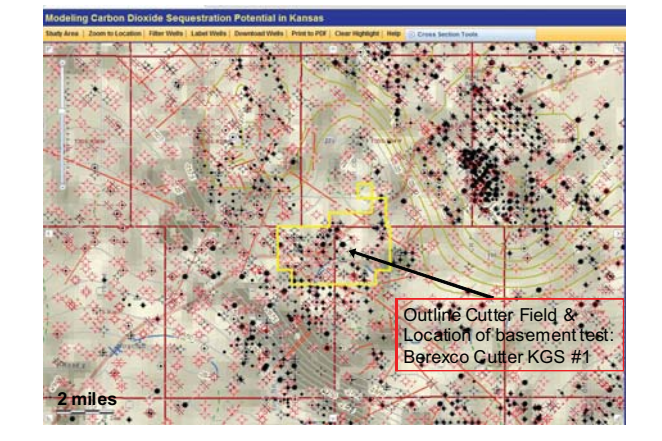 Modeling Carbon Dioxide Sequestration Potential in Kansas
Study Area | Zoom to Location | Filter Wells | Label Wells | Download Wells | Print to PDF | Clear Highlight | Help Cross Section Tools
Outline Cutter Field &
Location of basement test:
Berexco Cutter KGS #1
2 miles